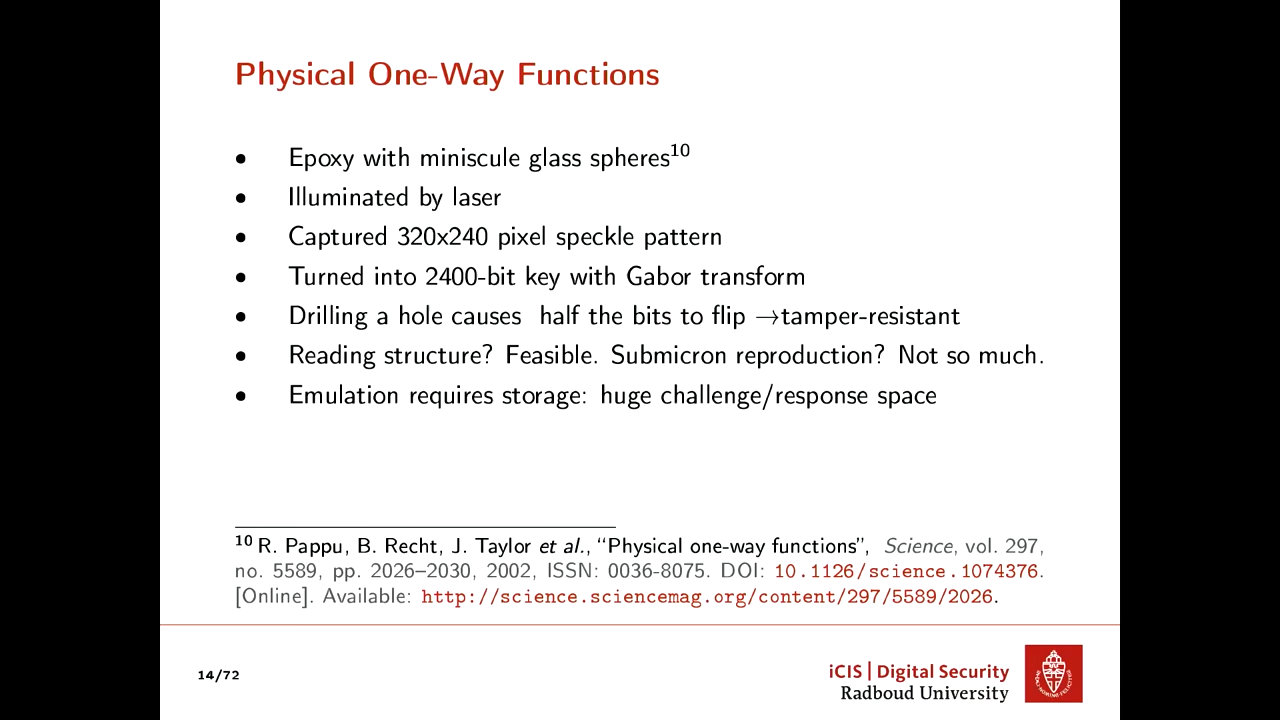 Physical One-Way Functions
• Epoxy with miniscule glass spheres¹⁰
• Illuminated by laser
• Captured 320x240 pixel speckle pattern
• Turned into 2400-bit key with Gabor transform
• Drilling a hole causes half the bits to flip →tamper-resistant
• Reading structure? Feasible. Submicron reproduction? Not so much.
• Emulation requires storage: huge challenge/response space
¹⁰ R. Pappu, B. Recht, J. Taylor et al., “Physical one-way functions”, Science, vol. 297,
no. 5589, pp. 2026–2030, 2002, ISSN: 0036-8075. DOI: 10.1126/science.1074376.
[Online]. Available: http://science.sciencemag.org/content/297/5589/2026.
14/72
iCIS | Digital Security
Radboud University